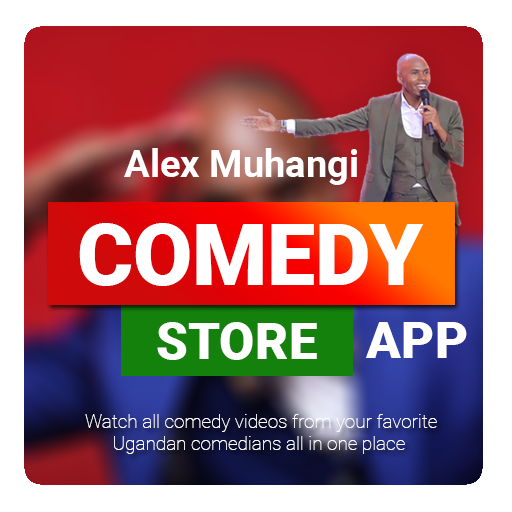 Alex Muhangi
COMEDY
STORE APP
Watch all comedy videos from your favorite
Ugandan comedians all in one place